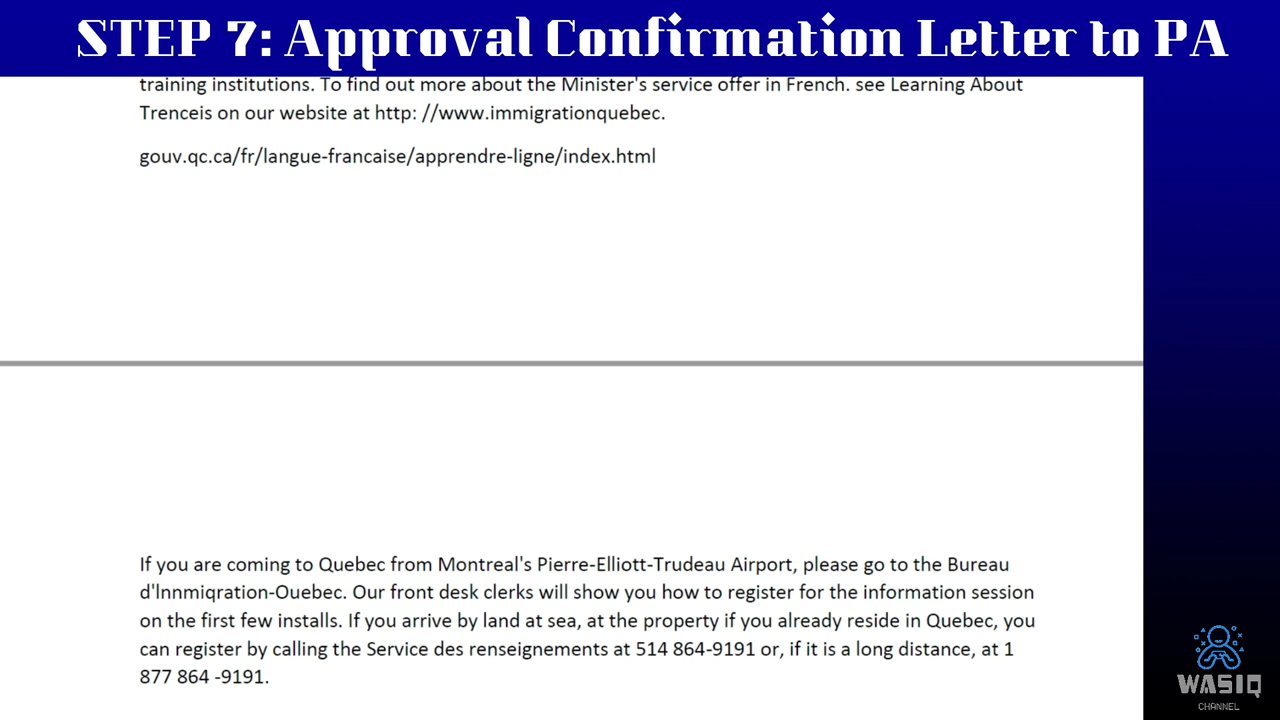 STEP 7: Approval Confirmation Letter to PA
training institutions. To find out more about the Minister's service offer in French. see Learning About
Trenceis on our website at http: //www.immigrationquebec.
gouv.qc.ca/fr/langue-francaise/apprendre-ligne/index.html
If you are coming to Quebec from Montreal's Pierre-Elliott-Trudeau Airport, please go to the Bureau
d'lnnmiqration-Ouebec. Our front desk clerks will show you how to register for the information session
on the first few installs. If you arrive by land at sea, at the property if you already reside in Quebec, you
can register by calling the Service des renseignements at 514 864-9191 or, if it is a long distance, at 1
877 864 -9191.
WASIQ
CHANNEL